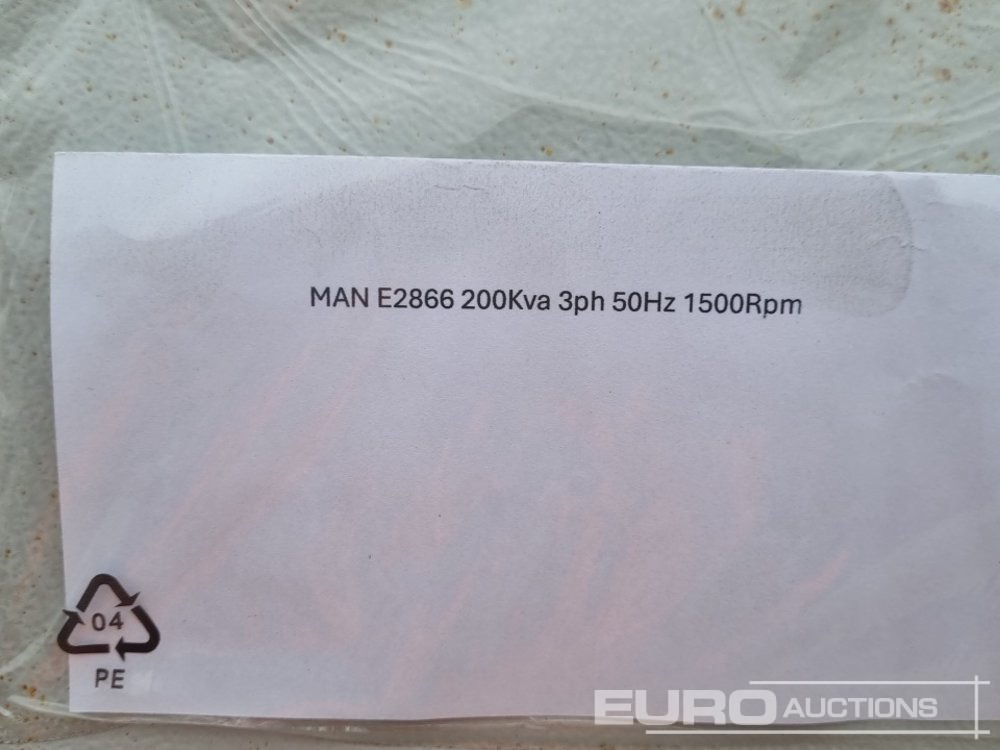 MAN E2866 200Kva 3ph 50Hz 1500Rpm
04
PE
EURO AUCTIONS